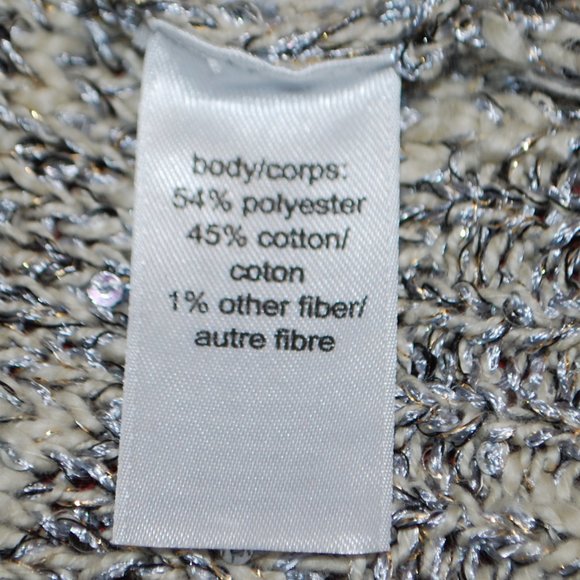 body/corps:
54% polyester
45% cotton/
coton
1% other fiber/
autre fibre